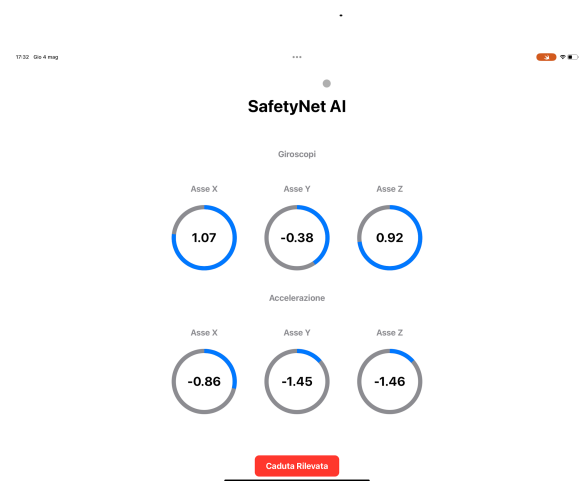 17:32 Gio 4 mag
SafetyNet AI
Giroscopi
Asse X Asse Y Asse Z
1.07 -0.38 0.92
Accelerazione
Asse X Asse Y Asse Z
-0.86 -1.45 -1.46
Caduta Rilevata